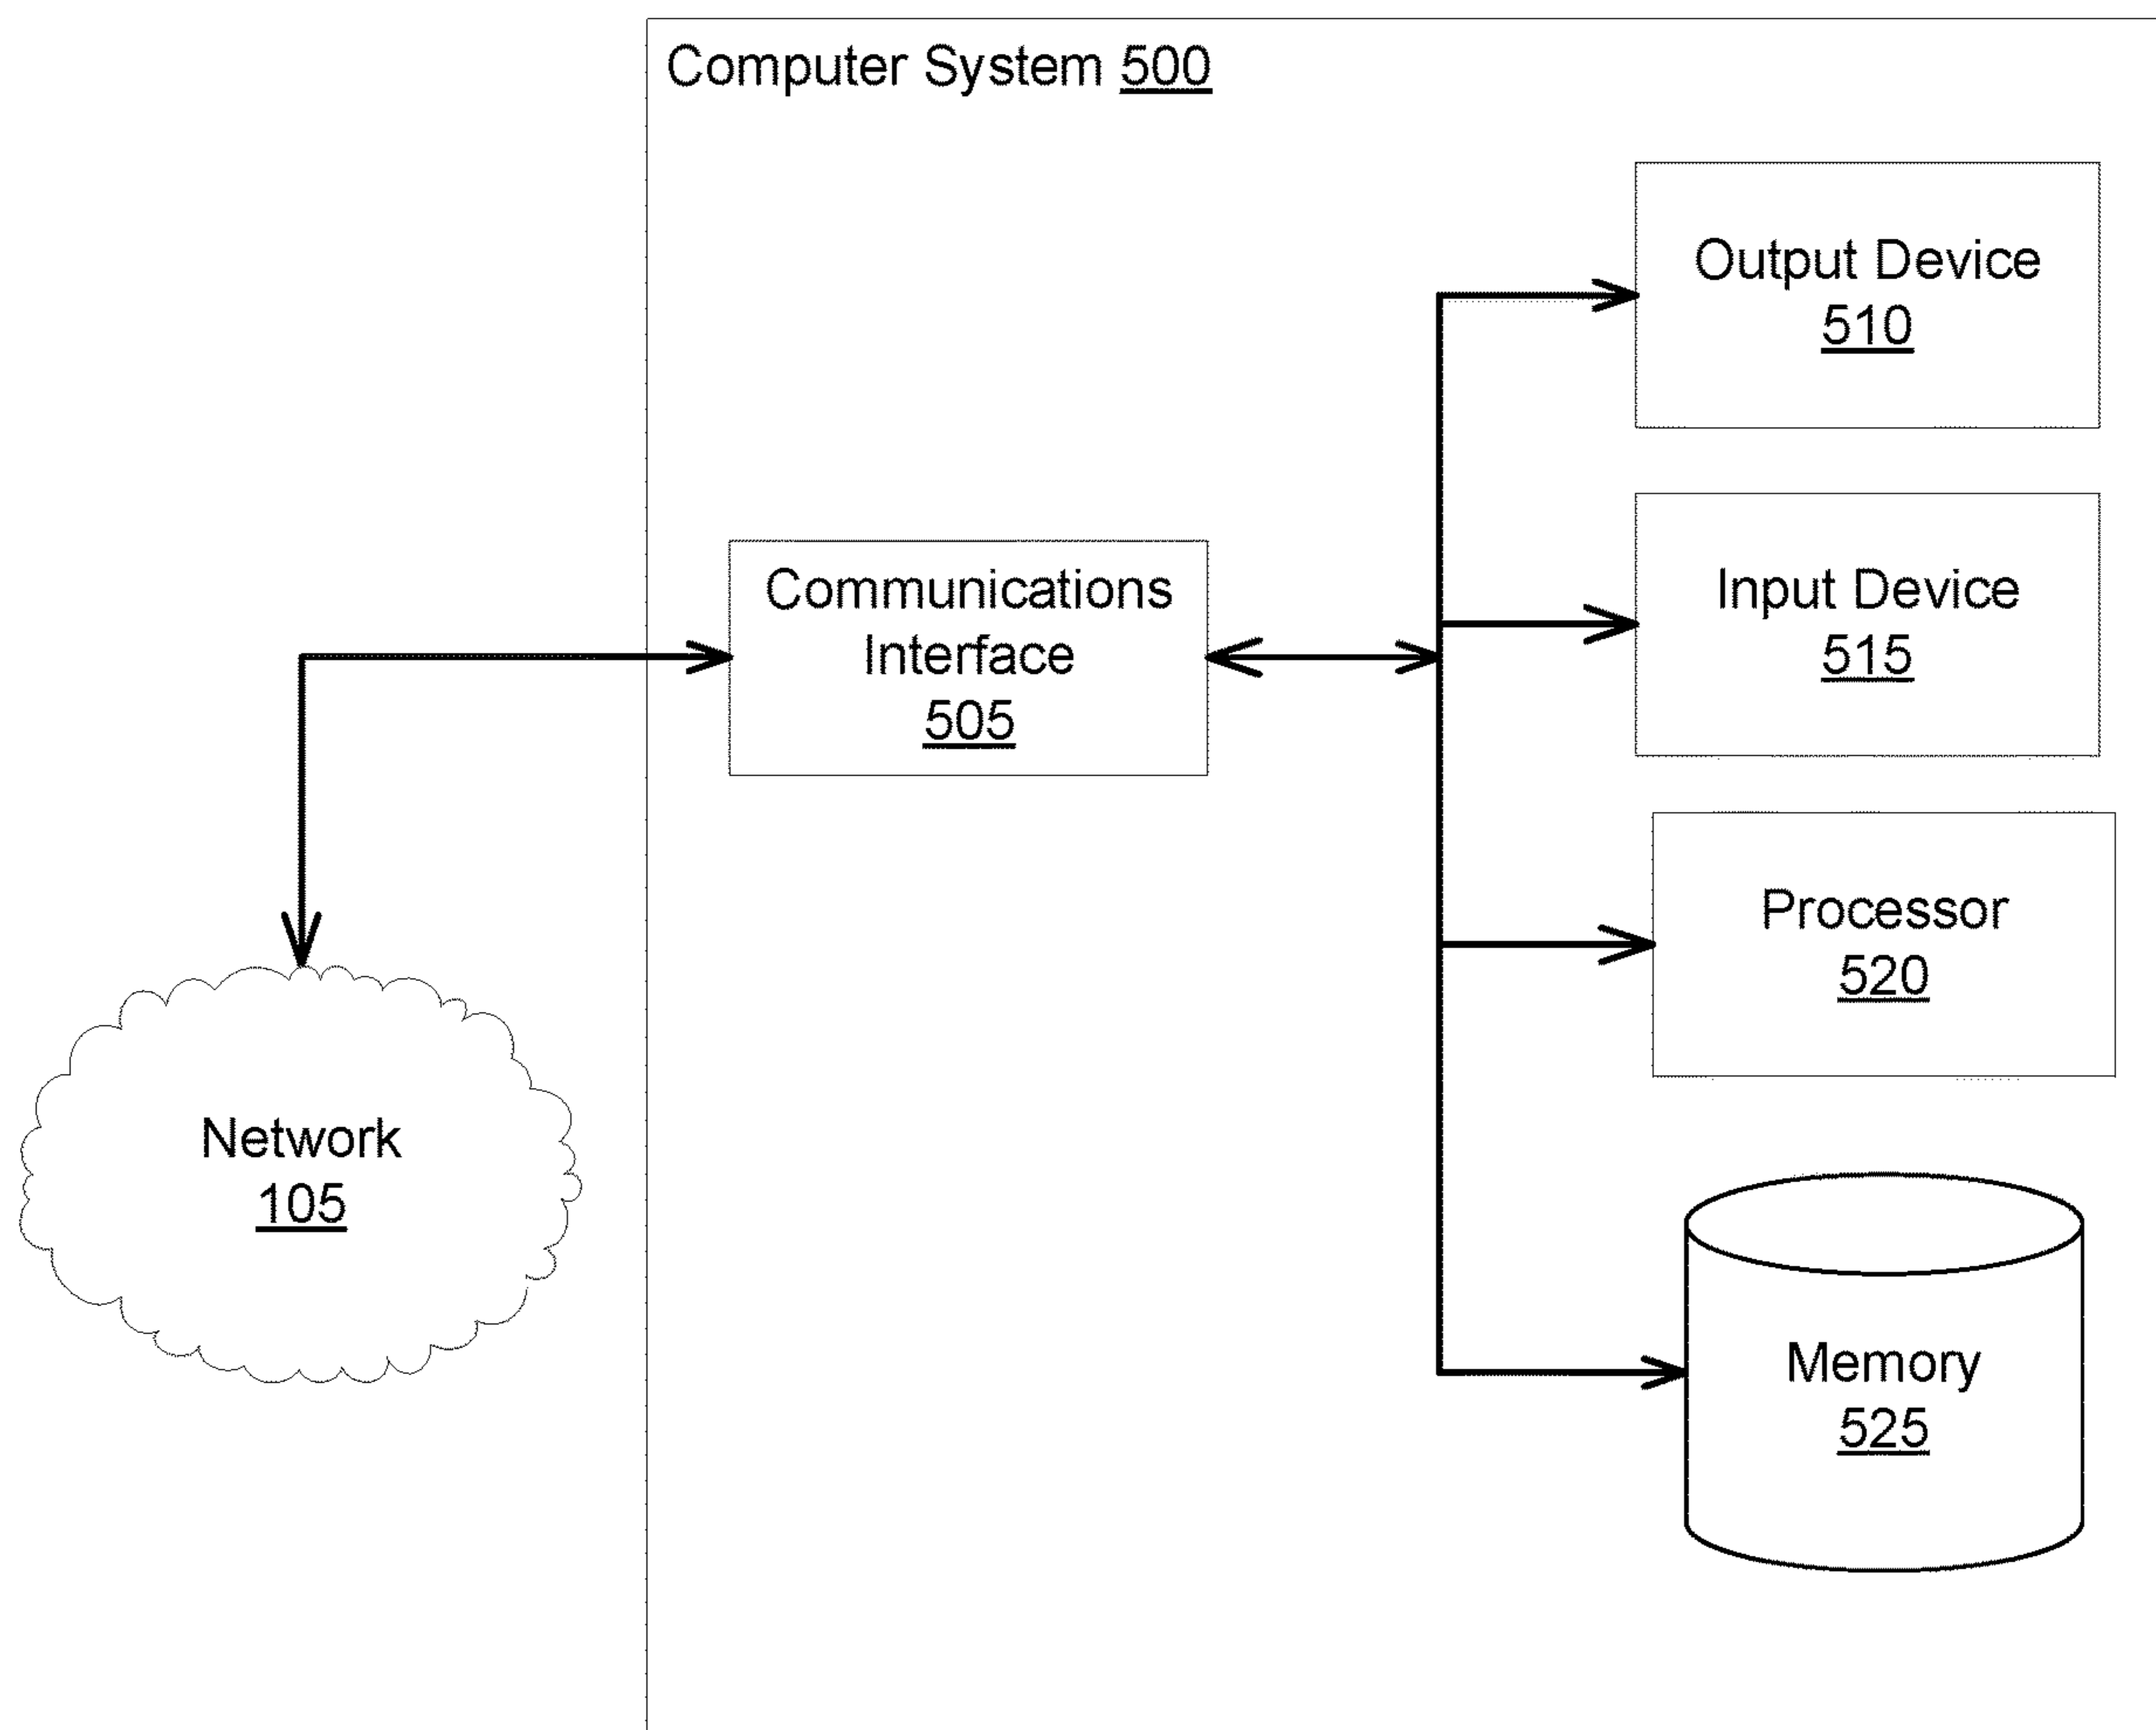 Computer System 500
Output Device
510
Input Device
515
Communications
Interface
505
Processor
520
Network
105
Memory
525